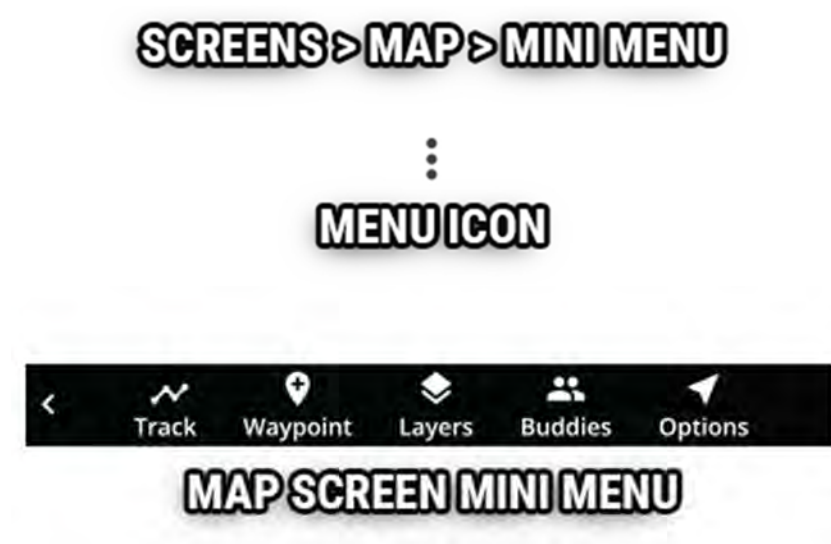 SCREENS > MAP > MINI MENU
MENU ICON
Track Waypoint Layers Buddies Options
MAP SCREEN MINI MENU